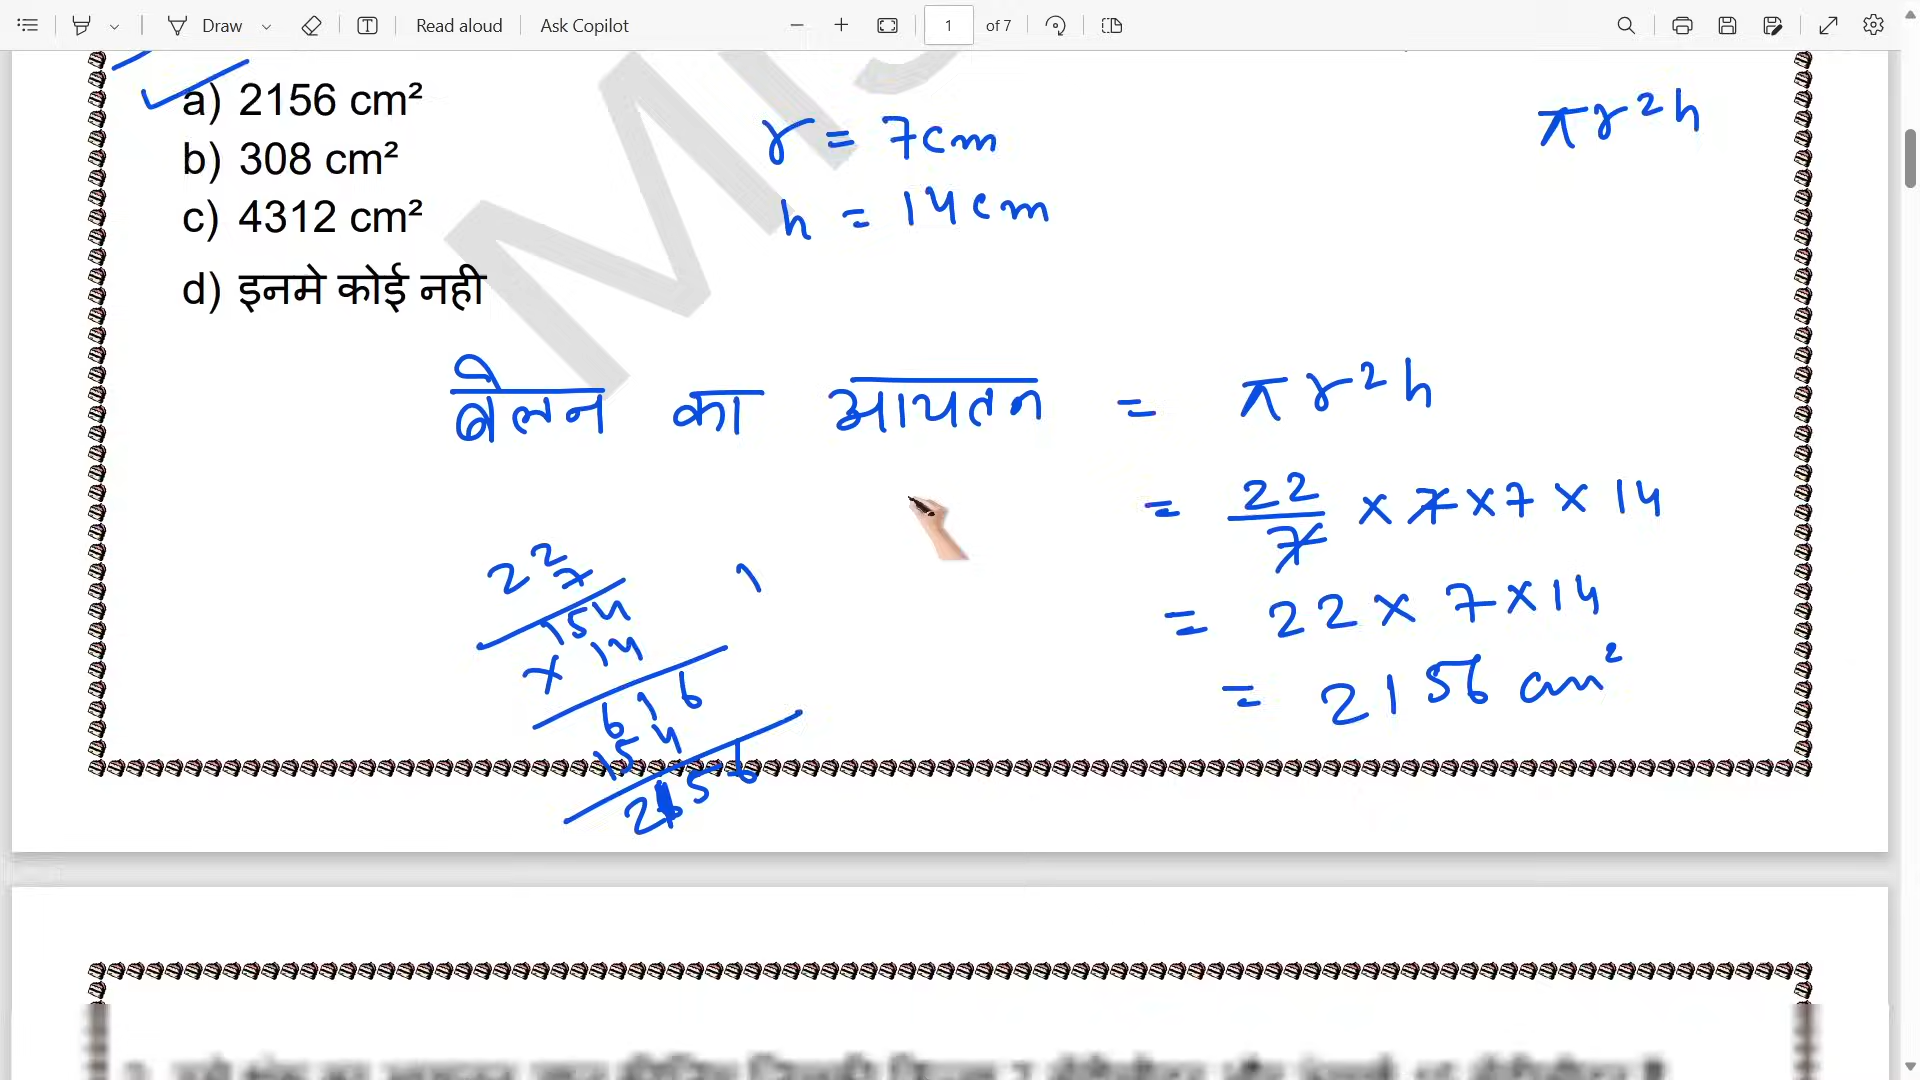 Draw
Read aloud
Ask Copilot
1 of 7
a) 2156 cm²
b) 308 cm²
c) 4312 cm²
d) इनमे कोई नही
r = 7cm
h = 14cm
πr²h
बेलन का आयतन = πr²h
= 22/7 × 7 × 7 × 14
= 22 × 7 × 14
= 2156 cm²
22
7
154
× 14
616
154
2156